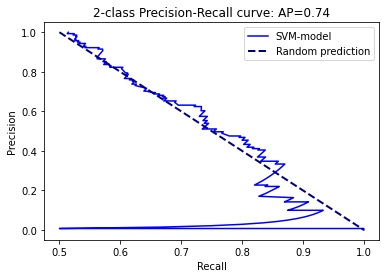 2-class Precision-Recall curve: AP=0.74
SVM-model
Random prediction
Precision
1.0
0.8
0.6
0.4
0.2
0.0
0.5
0.6
0.7
0.8
0.9
1.0
Recall